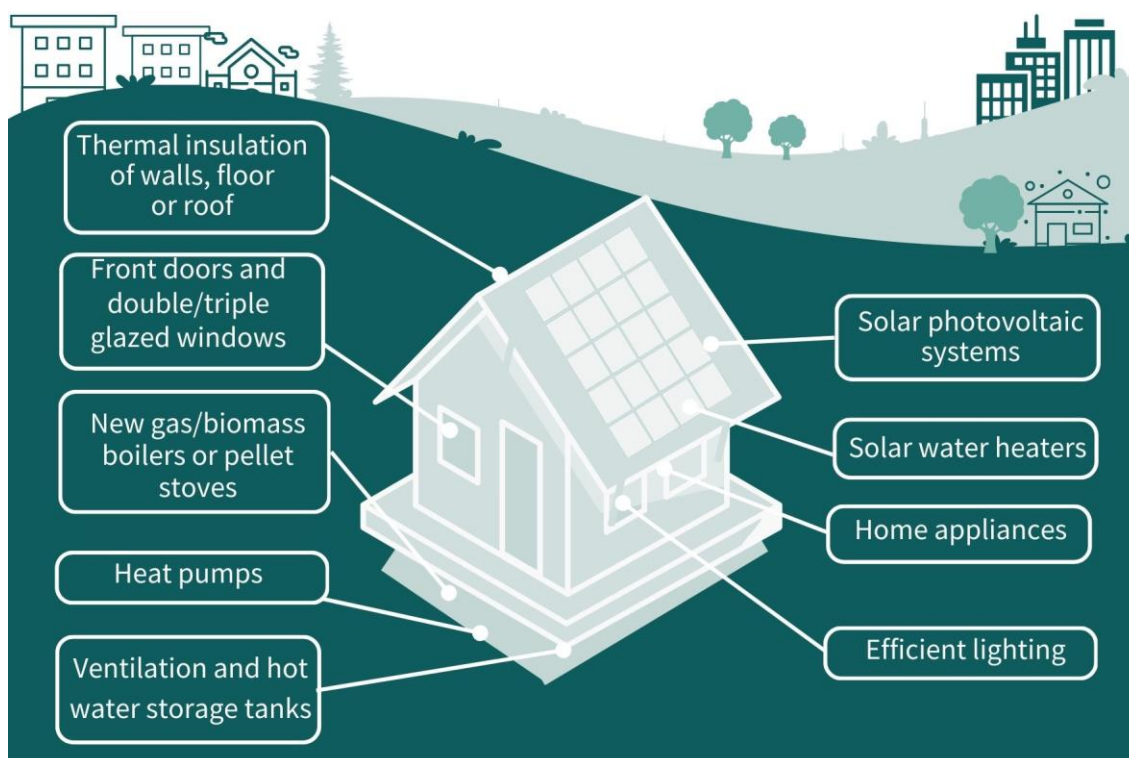 Thermal insulation
of walls, floor
or roof
Front doors and
double/triple
glazed windows
New gas/biomass
boilers or pellet
stoves
Heat pumps
Ventilation and hot
water storage tanks
Solar photovoltaic
systems
Solar water heaters
Home appliances
Efficient lighting